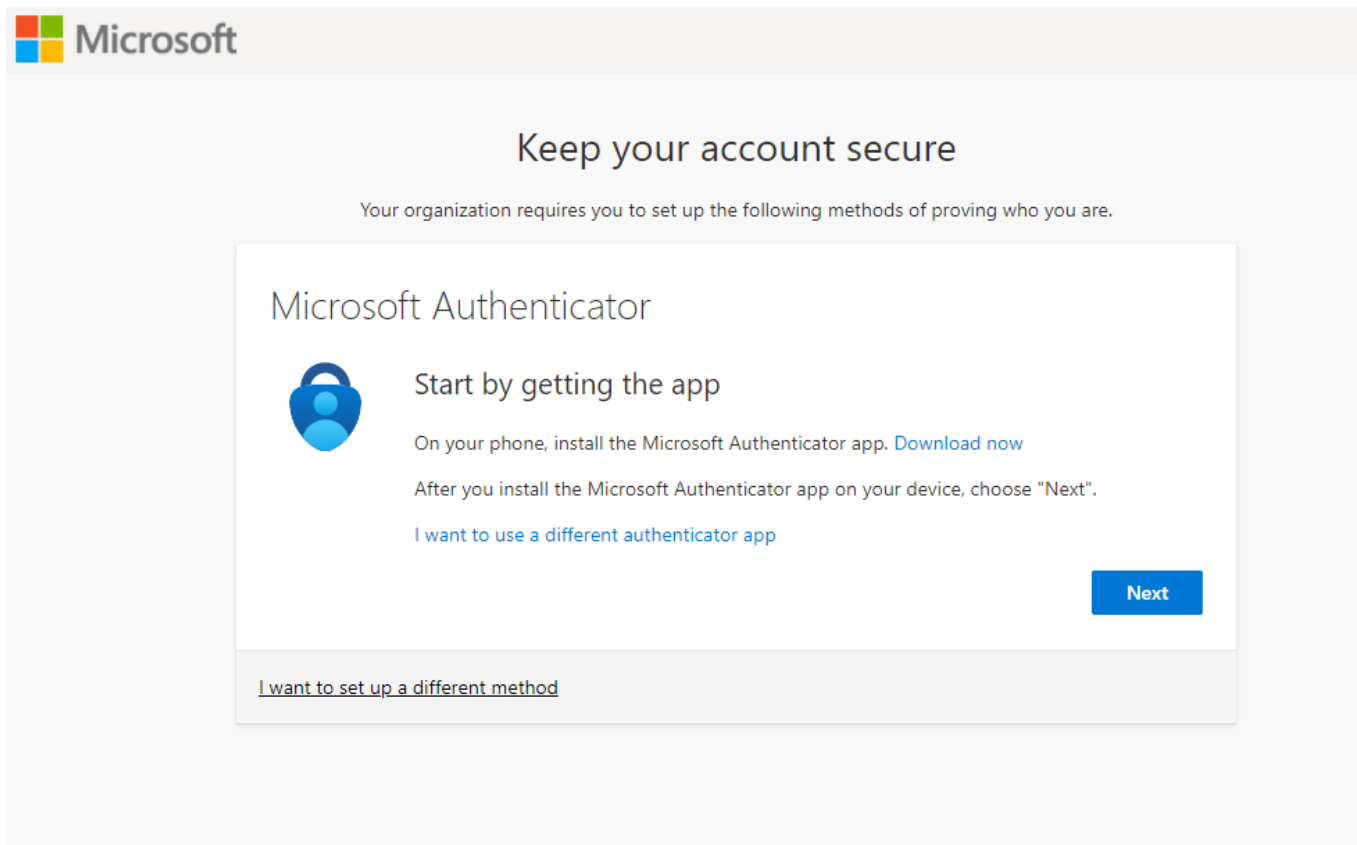 Microsoft
Keep your account secure
Your organization requires you to set up the following methods of proving who you are.
Microsoft Authenticator
Start by getting the app
On your phone, install the Microsoft Authenticator app. Download now
After you install the Microsoft Authenticator app on your device, choose "Next".
I want to use a different authenticator app
Next
I want to set up a different method